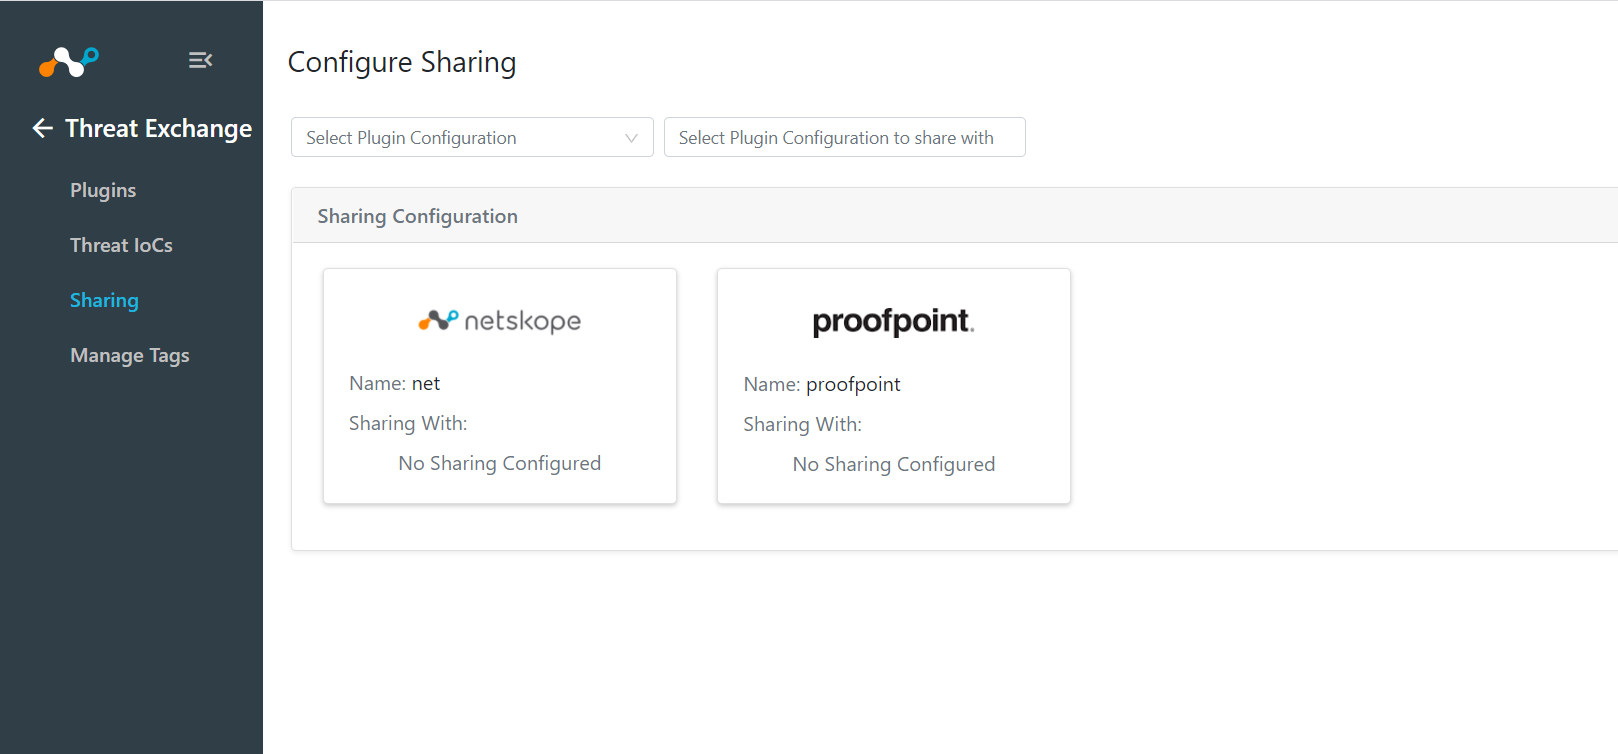 Configure Sharing
Threat Exchange
Plugins
Threat IoCs
Sharing
Manage Tags
Select Plugin Configuration
Select Plugin Configuration to share with
Sharing Configuration
netskope
Name: net
Sharing With:
No Sharing Configured
proofpoint.
Name: proofpoint
Sharing With:
No Sharing Configured